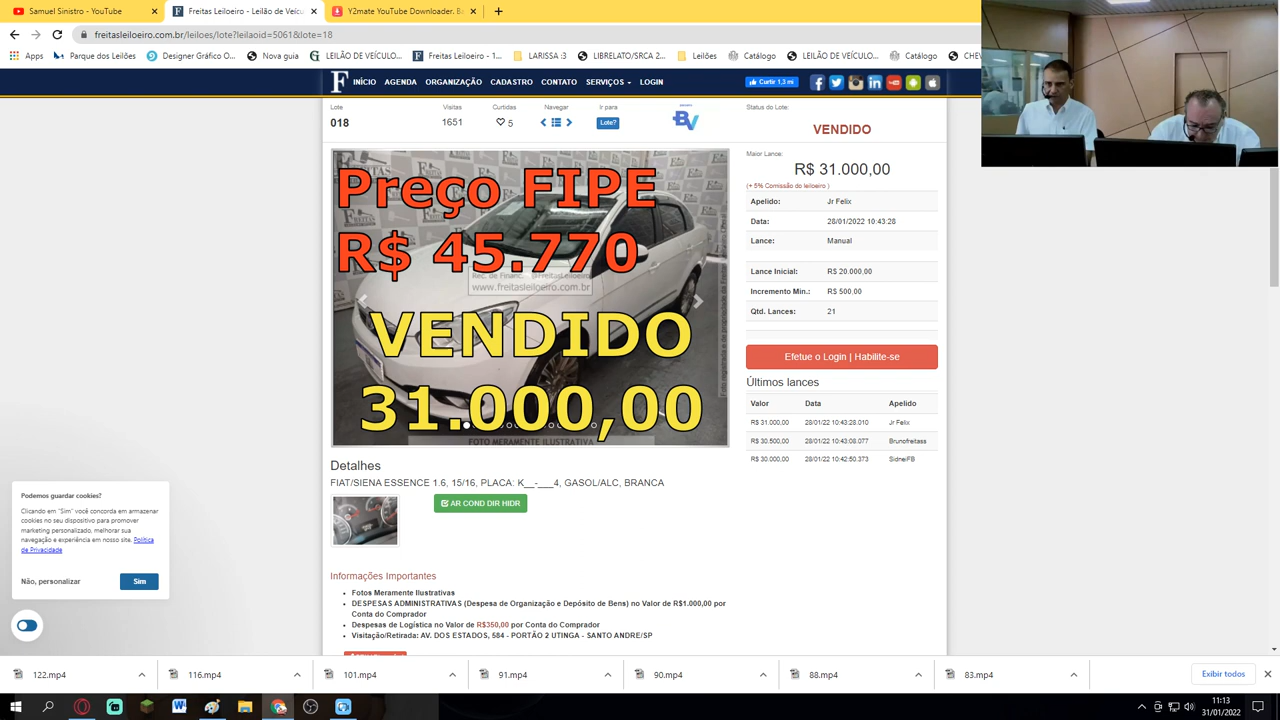 Samuel Sinistro - YouTube
Freitas Leiloeiro - Leilão de Veícu
Y2mate YouTube Downloader. Ba
freitasleiloeiro.com.br/leiloes/lote?leilaoid=5061&lote=18
Apps Parque dos Leilões Designer Gráfico O... Nova guia LEILÃO DE VEÍCULO... Freitas Leiloeiro - 1... LARISSA :3 LIBRELATO/SRCA 2... Leilões Catálogo LEILÃO DE VEÍCULO... Catálogo CHEV
F INÍCIO AGENDA ORGANIZAÇÃO CADASTRO CONTATO SERVIÇOS LOGIN Curtir 1,3 mi
Lote Visitas Curtidas Navegar Ir para
018 1651 5 Lote? BV
Status do Lote:
VENDIDO
Maior Lance:
R$ 31.000,00
(+ 5% Comissão do leiloeiro )
Apelido: Jr Felix
Data: 28/01/2022 10:43:28
Lance: Manual
Lance Inicial: R$ 20.000,00
Increment​o Min.: R$ 500,00
Qtd. Lances: 21
Efetue o Login | Habilite-se
Últimos lances
Valor Data Apelido
R$ 31.000,00 28/01/22 10:43:28.010 Jr Felix
R$ 30.500,00 28/01/22 10:43:08.077 Brunofreitass
R$ 30.000,00 28/01/22 10:42:50.373 SidneiFB
Preço FIPE
R$ 45.770
Rec. de Financ. @FreitasLeiloeiro
www.freitasleiloeiro.com.br
VENDIDO
31.000,00
FOTO MERAMENTE ILUSTRATIVA
Detalhes
FIAT/SIENA ESSENCE 1.6, 15/16, PLACA: K__-___4, GASOL/ALC, BRANCA
AR COND DIR HIDR
Informações Importantes
Fotos Meramente Ilustrativas
DESPESAS ADMINISTRATIVAS (Despesa de Organização e Depósito de Bens) no Valor de R$1.000,00 por
Conta do Comprador
Despesas de Logística no Valor de R$350,00 por Conta do Comprador
Visitação/Retirada: AV. DOS ESTADOS, 584 - PORTÃO 2 UTINGA - SANTO ANDRE/SP
Podemos guardar cookies?
Clicando em "Sim" você concorda em armazenar
cookies no seu dispositivo para promover
marketing personalizado, melhorar sua
navegação e experiência em nosso site. Política
de Privacidade
Não, personalizar Sim
122.mp4 116.mp4 101.mp4 91.mp4 90.mp4 88.mp4 83.mp4 Exibir todos
11:13
31/01/2022